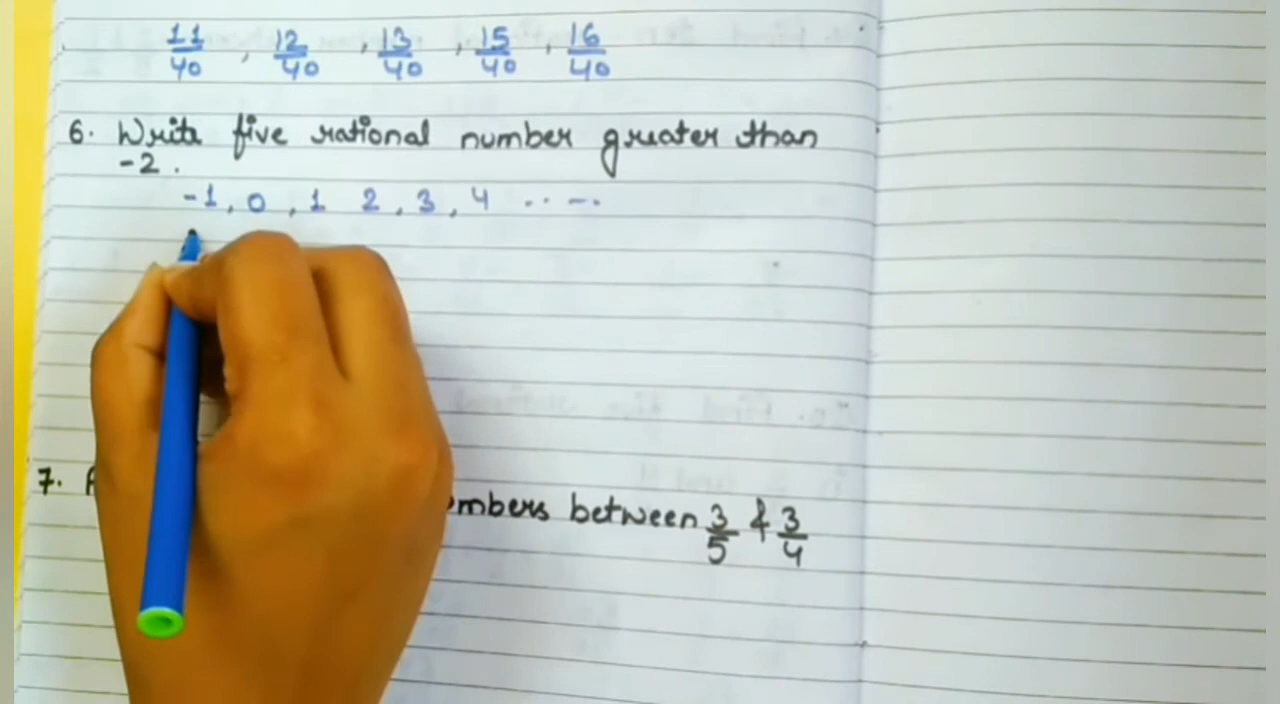 11/40 , 12/40 , 13/40 , 15/40 , 16/40
6. Write five rational number greater than
-2.
-1, 0 , 1 2 , 3 , 4 .. -.
7. mbers between 3/5 & 3/4